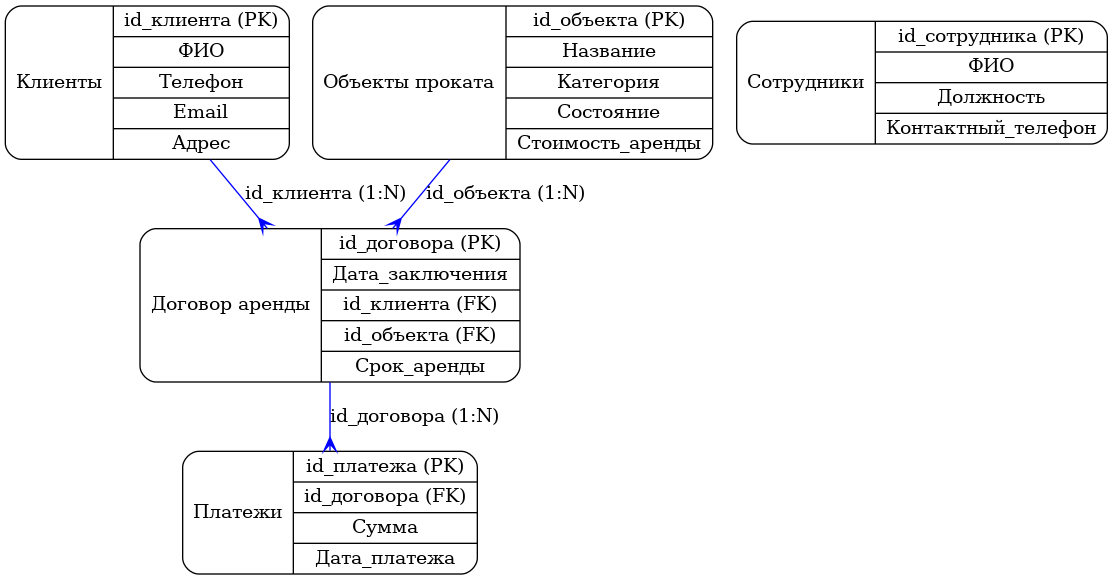 Клиенты
id_клиента (PK)
ФИО
Телефон
Email
Адрес
Объекты проката
id_объекта (PK)
Название
Категория
Состояние
Стоимость_аренды
Сотрудники
id_сотрудника (PK)
ФИО
Должность
Контактный_телефон
id_клиента (1:N)
id_объекта (1:N)
Договор аренды
id_договора (PK)
Дата_заключения
id_клиента (FK)
id_объекта (FK)
Срок_аренды
id_договора (1:N)
Платежи
id_платежа (PK)
id_договора (FK)
Сумма
Дата_платежа